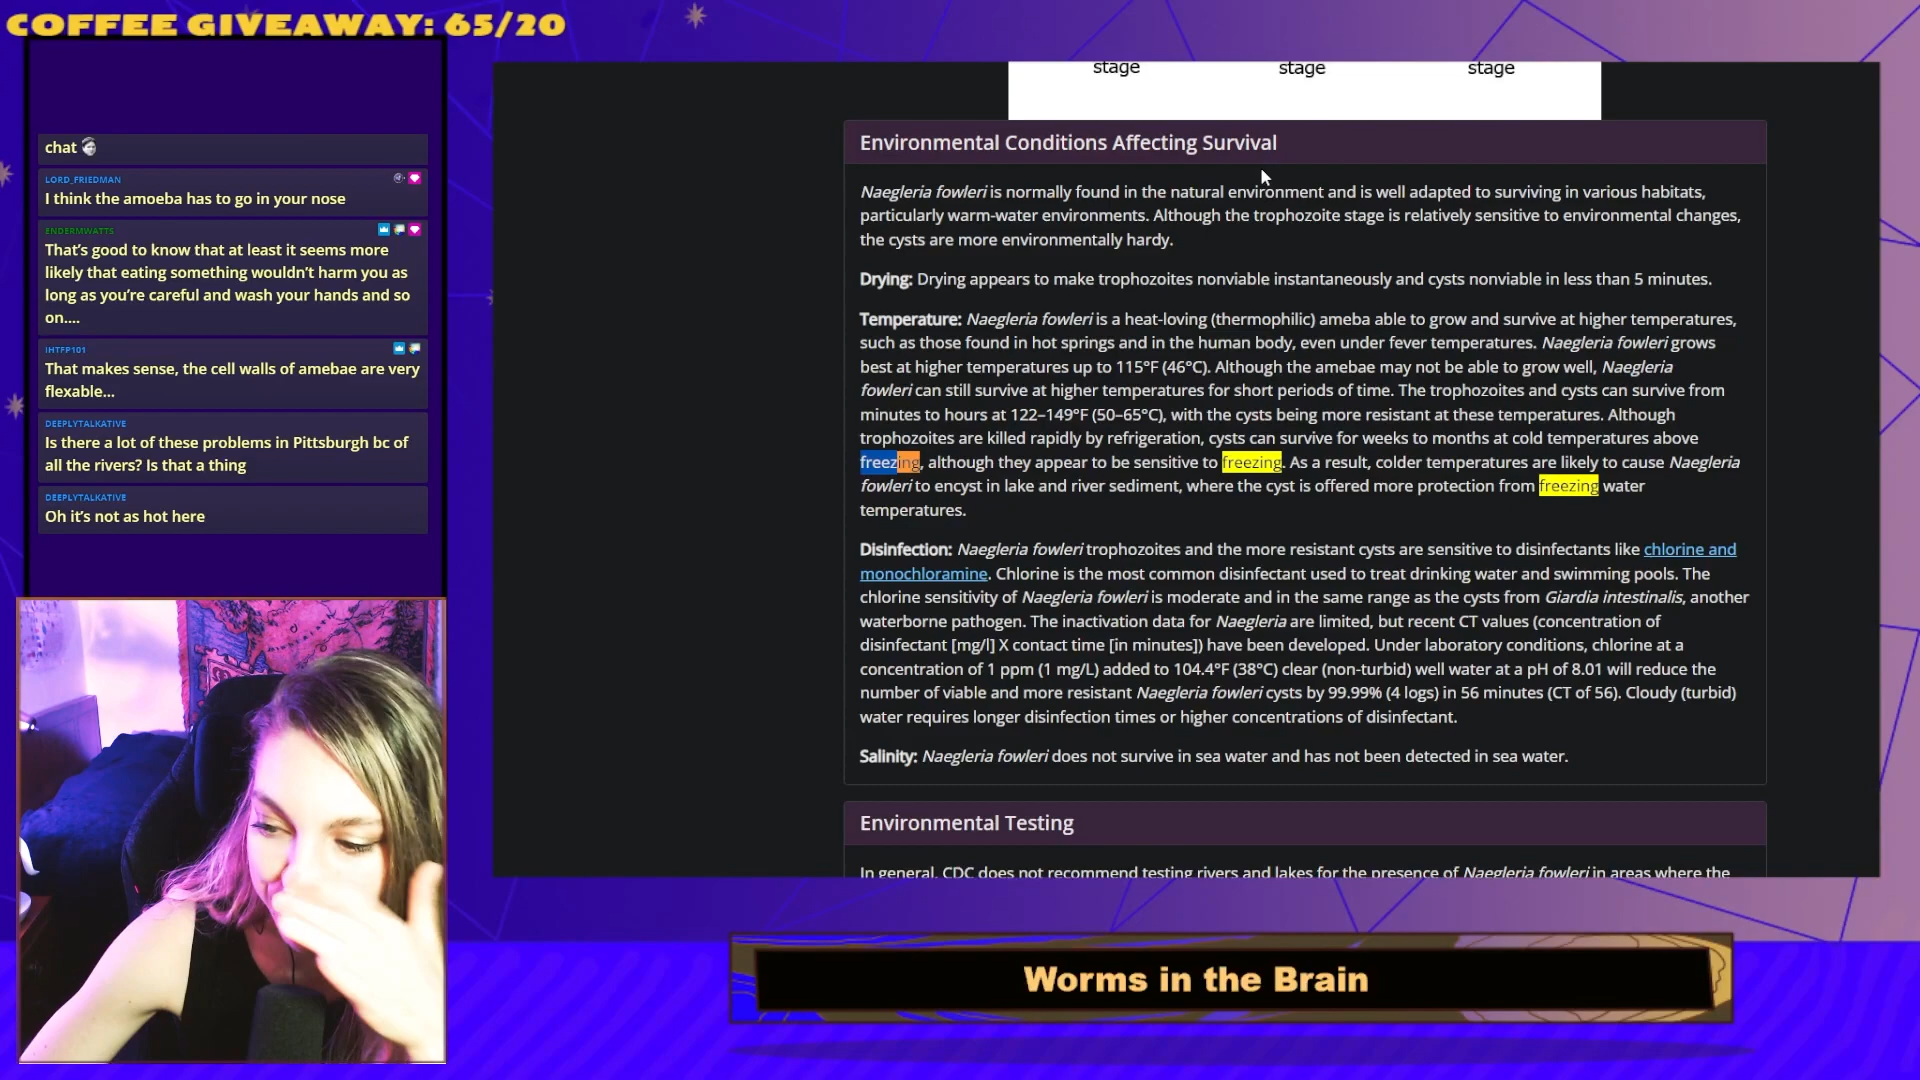 COFFEE GIVEAWAY: 65/20
chat
LORD_FRIEDMAN
I think the amoeba has to go in your nose
ENDERMWATTS
That's good to know that at least it seems more
likely that eating something wouldn't harm you as
long as you're careful and wash your hands and so
on....
IHTFP101
That makes sense, the cell walls of amebae are very
flexable...
DEEPLYTALKATIVE
Is there a lot of these problems in Pittsburgh bc of
all the rivers? Is that a thing
DEEPLYTALKATIVE
Oh it's not as hot here
stage stage stage
Environmental Conditions Affecting Survival
Naegleria fowleri is normally found in the natural environment and is well adapted to surviving in various habitats,
particularly warm-water environments. Although the trophozoite stage is relatively sensitive to environmental changes,
the cysts are more environmentally hardy.
Drying: Drying appears to make trophozoites nonviable instantaneously and cysts nonviable in less than 5 minutes.
Temperature: Naegleria fowleri is a heat-loving (thermophilic) ameba able to grow and survive at higher temperatures,
such as those found in hot springs and in the human body, even under fever temperatures. Naegleria fowleri grows
best at higher temperatures up to 115°F (46°C). Although the amebae may not be able to grow well, Naegleria
fowleri can still survive at higher temperatures for short periods of time. The trophozoites and cysts can survive from
minutes to hours at 122–149°F (50–65°C), with the cysts being more resistant at these temperatures. Although
trophozoites are killed rapidly by refrigeration, cysts can survive for weeks to months at cold temperatures above
freezing, although they appear to be sensitive to freezing. As a result, colder temperatures are likely to cause Naegleria
fowleri to encyst in lake and river sediment, where the cyst is offered more protection from freezing water
temperatures.
Disinfection: Naegleria fowleri trophozoites and the more resistant cysts are sensitive to disinfectants like chlorine and
monochloramine. Chlorine is the most common disinfectant used to treat drinking water and swimming pools. The
chlorine sensitivity of Naegleria fowleri is moderate and in the same range as the cysts from Giardia intestinalis, another
waterborne pathogen. The inactivation data for Naegleria are limited, but recent CT values (concentration of
disinfectant [mg/l] X contact time [in minutes]) have been developed. Under laboratory conditions, chlorine at a
concentration of 1 ppm (1 mg/L) added to 104.4°F (38°C) clear (non-turbid) well water at a pH of 8.01 will reduce the
number of viable and more resistant Naegleria fowleri cysts by 99.99% (4 logs) in 56 minutes (CT of 56). Cloudy (turbid)
water requires longer disinfection times or higher concentrations of disinfectant.
Salinity: Naegleria fowleri does not survive in sea water and has not been detected in sea water.
Environmental Testing
In general, CDC does not recommend testing rivers and lakes for the presence of Naegleria fowleri in areas where the
Worms in the Brain